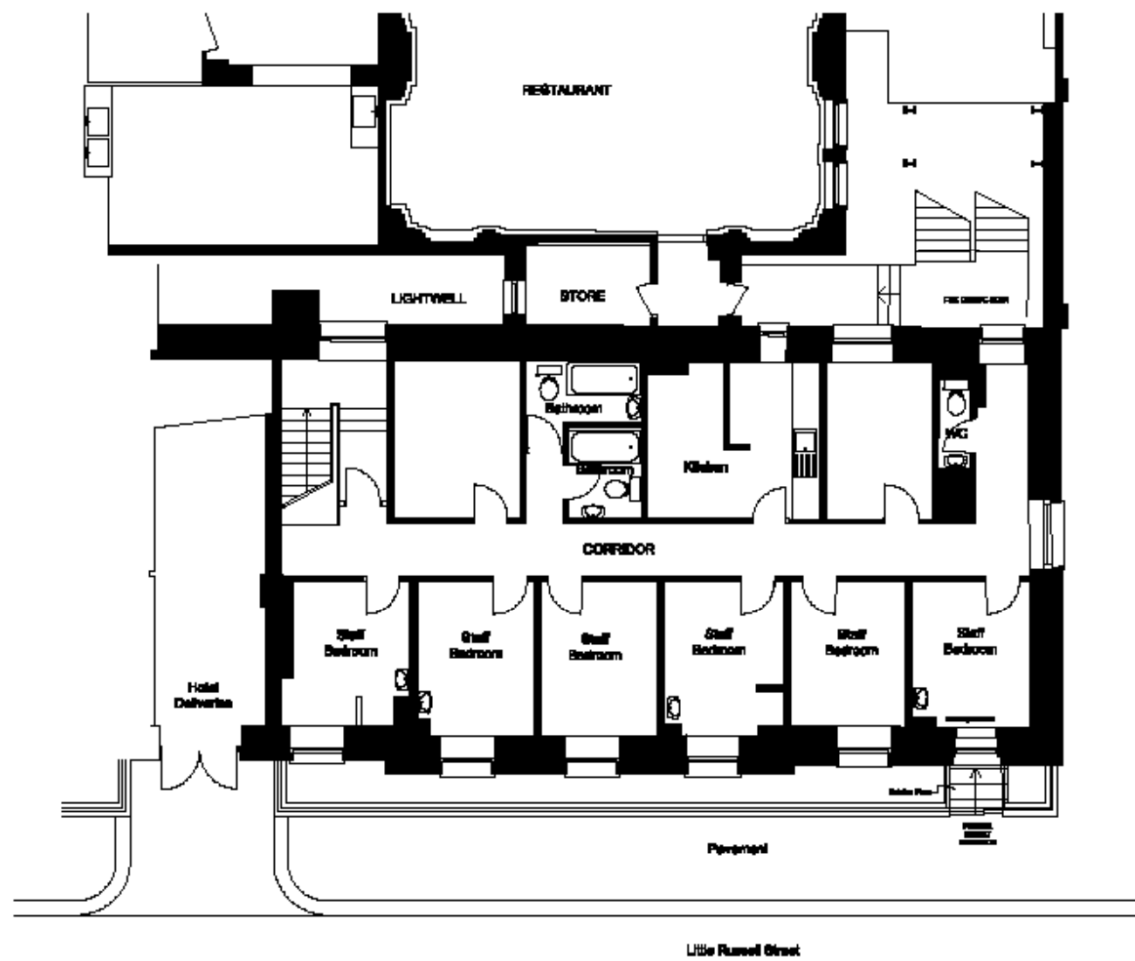 RESTAURANT
LIGHTWELL
STORE
Bathroom
WC
Kitchen
Bathroom
CORRIDOR
Staff
Bedroom
Staff
Bedroom
Staff
Bedroom
Staff
Bedroom
Staff
Bedroom
Staff
Bedroom
Hotel
Deliveries
Pavement
Little Russell Street